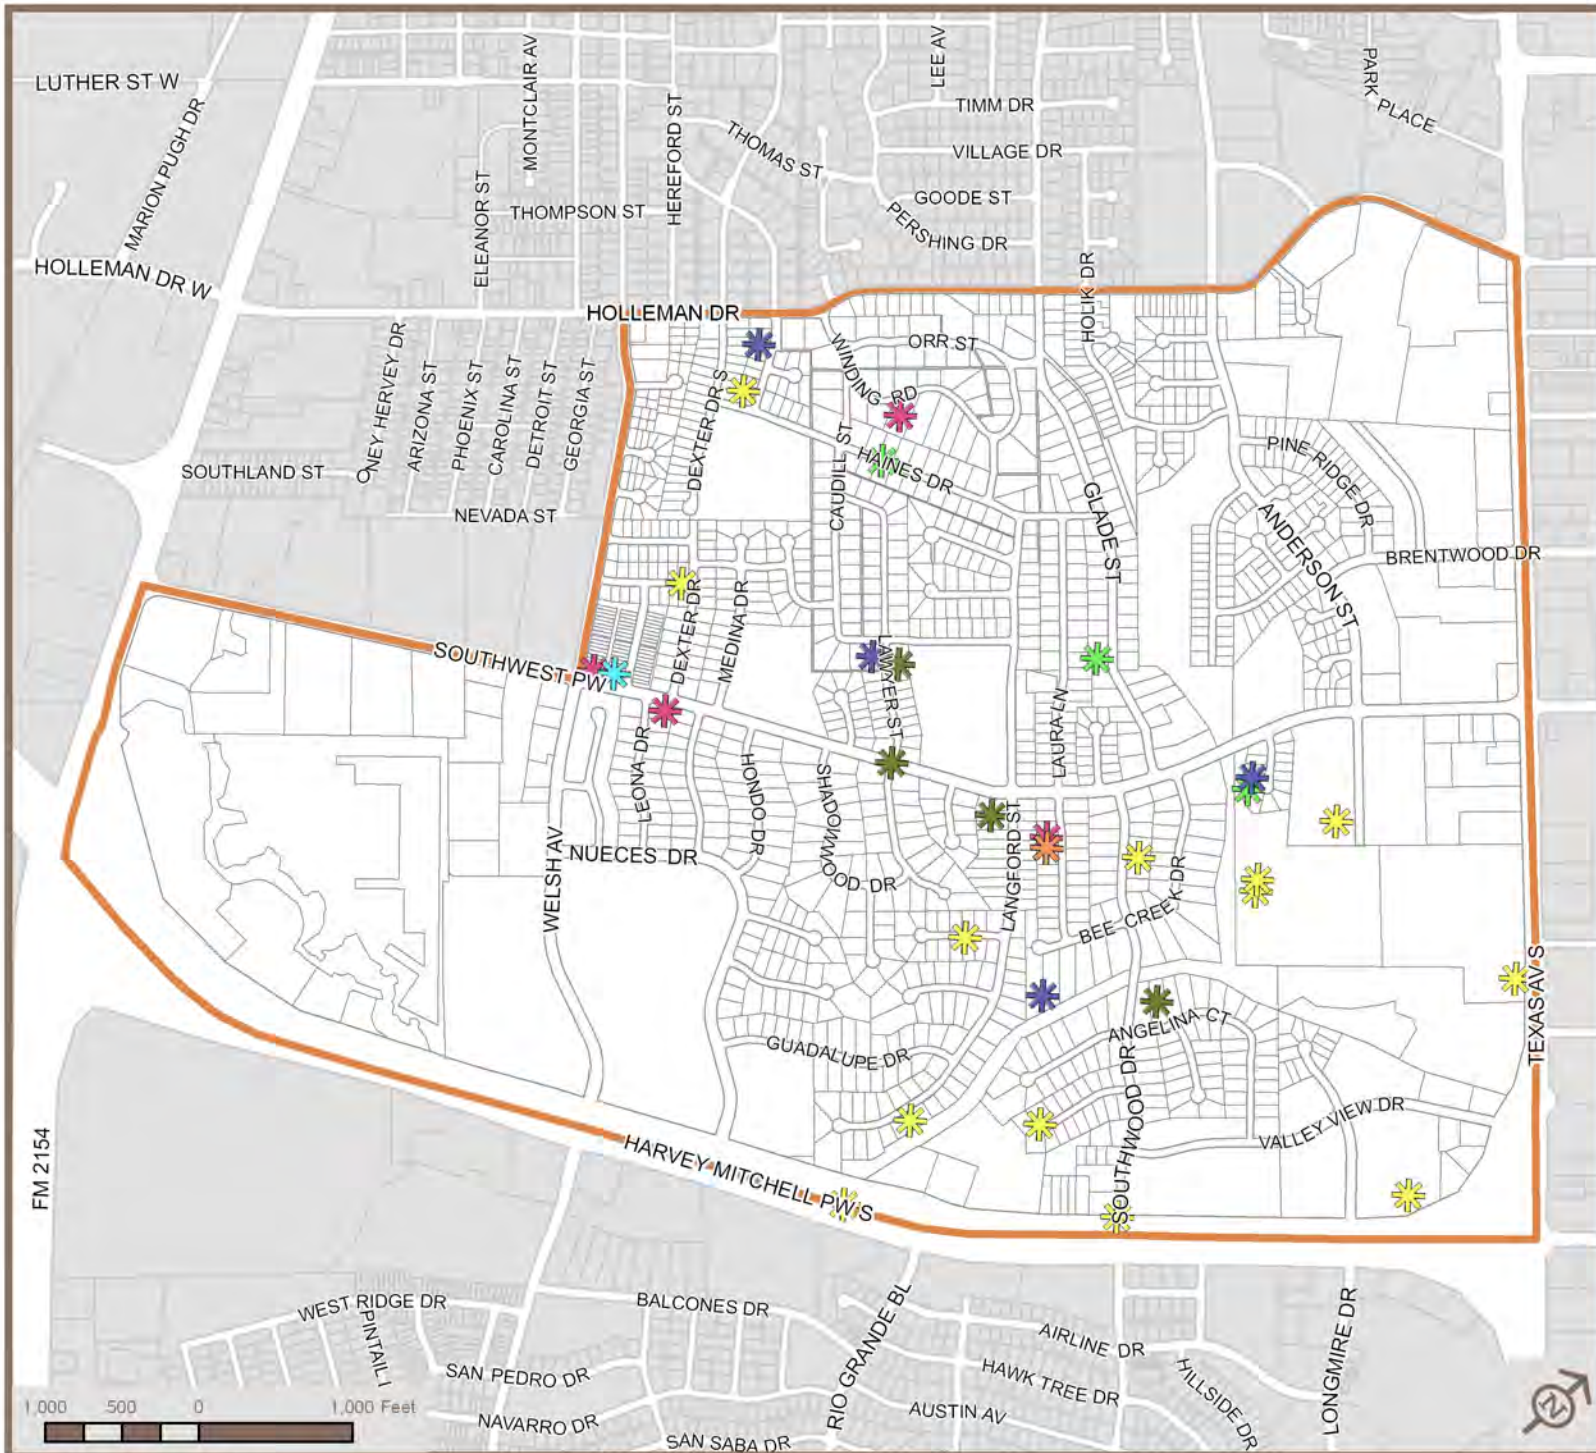 LUTHER ST W
MARION PUGH DR
MONTCLAIR AV
LEE AV
PARK PLACE
TIMM DR
HEREFORD ST
THOMAS ST
VILLAGE DR
ELEANOR ST
THOMPSON ST
GOODE ST
PERSHING DR
HOLLEMAN DR W
HOLLEMAN DR
HOLIK DR
ONEY HERVEY DR
ARIZONA ST
PHOENIX ST
CAROLINA ST
DETROIT ST
GEORGIA ST
DEXTER DR S
WINDING RD
ORR ST
SOUTHLAND ST
NEVADA ST
CAUDILL ST
HAINES DR
GLADE ST
PINE RIDGE DR
ANDERSON ST
BRENTWOOD DR
DEXTER DR
MEDINA DR
SOUTHWEST PW
LAWYER ST
LAURA LN
LEONA DR
HONDO DR
SHADOWWOOD DR
NUECES DR
WELSH AV
LANGFORD ST
BEE CREEK DR
TEXAS AV S
ANGELINA CT
GUADALUPE DR
SOUTHWOOD DR
VALLEY VIEW DR
HARVEY MITCHELL PW S
FM 2154
WEST RIDGE DR
PINTAIL
BALCONES DR
RIO GRANDE BL
AIRLINE DR
SAN PEDRO DR
HAWK TREE DR
HILLSIDE DR
LONGMIRE DR
NAVARRO DR
AUSTIN AV
SAN SABA DR
1,000 500 0 1,000 Feet
N